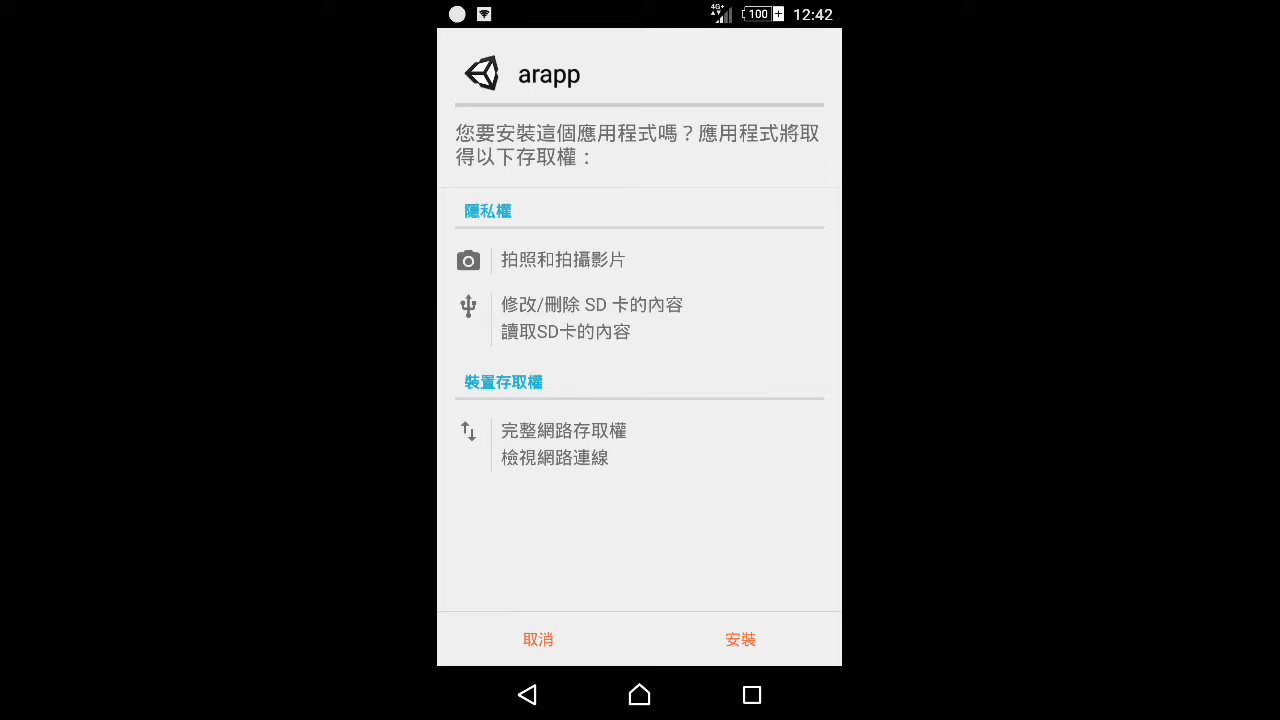 4G+
100
12:42
arapp
您要安裝這個應用程式嗎？應用程式將取
得以下存取權：
隱私權
拍照和拍攝影片
修改/刪除 SD 卡的內容
讀取SD卡的內容
裝置存取權
完整網路存取權
檢視網路連線
取消
安裝